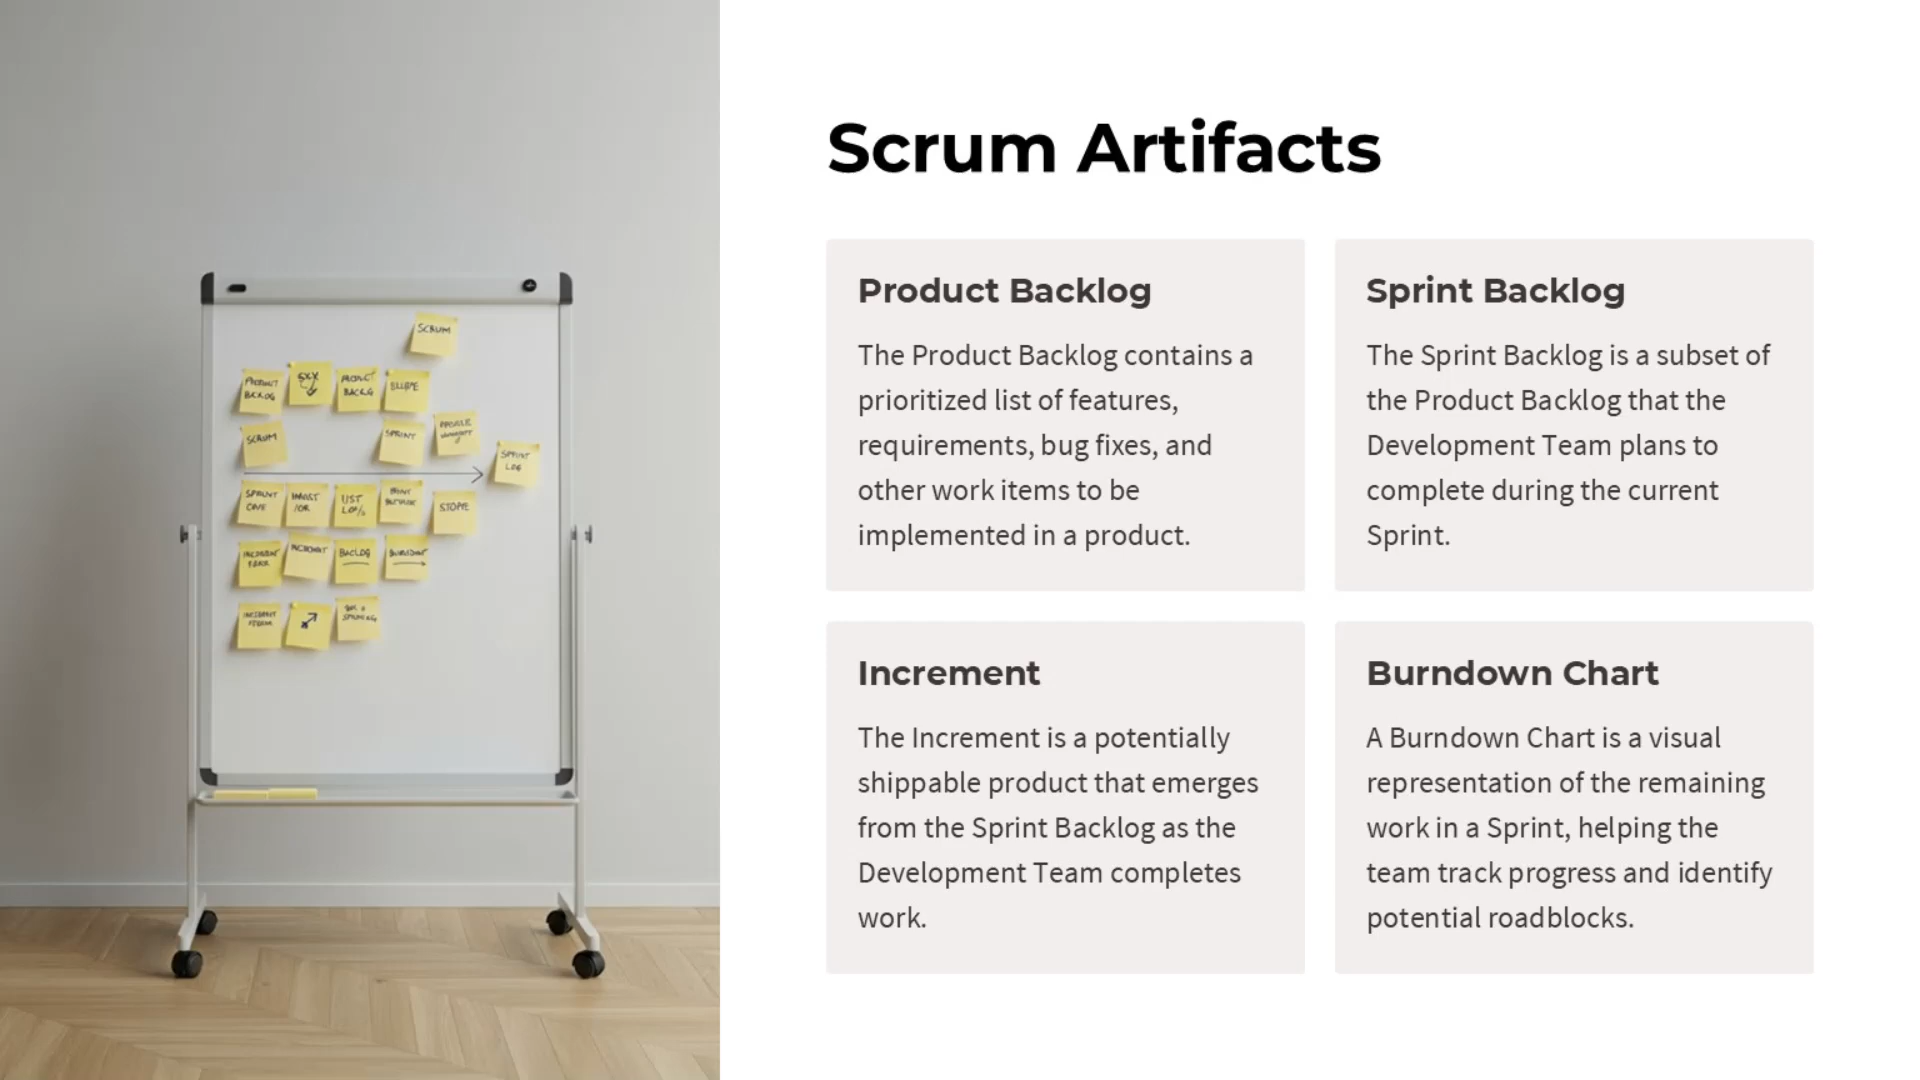 Scrum Artifacts
Product Backlog
The Product Backlog contains a
prioritized list of features,
requirements, bug fixes, and
other work items to be
implemented in a product.
Sprint Backlog
The Sprint Backlog is a subset of
the Product Backlog that the
Development Team plans to
complete during the current
Sprint.
Increment
The Increment is a potentially
shippable product that emerges
from the Sprint Backlog as the
Development Team completes
work.
Burndown Chart
A Burndown Chart is a visual
representation of the remaining
work in a Sprint, helping the
team track progress and identify
potential roadblocks.
SCRUM
SCRUM
SPRINT
SPRINT
LOG